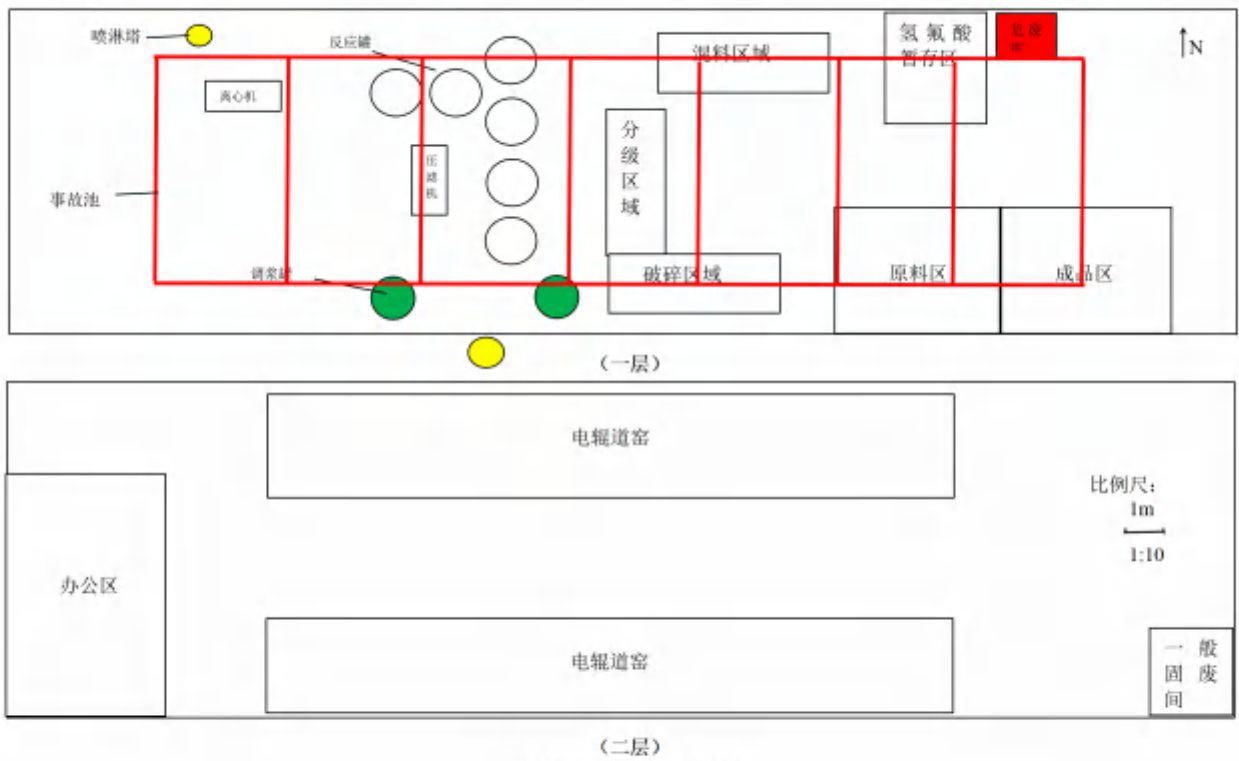 喷淋塔
反应罐
混料区域
氢氟酸
暂存区
危废
N
离心机
分
级
区
域
压
滤
机
事故池
调浆罐
破碎区域
原料区
成品区
（一层）
电辊道窑
比例尺：
1m
1:10
办公区
电辊道窑
一般
固废
间
（二层）